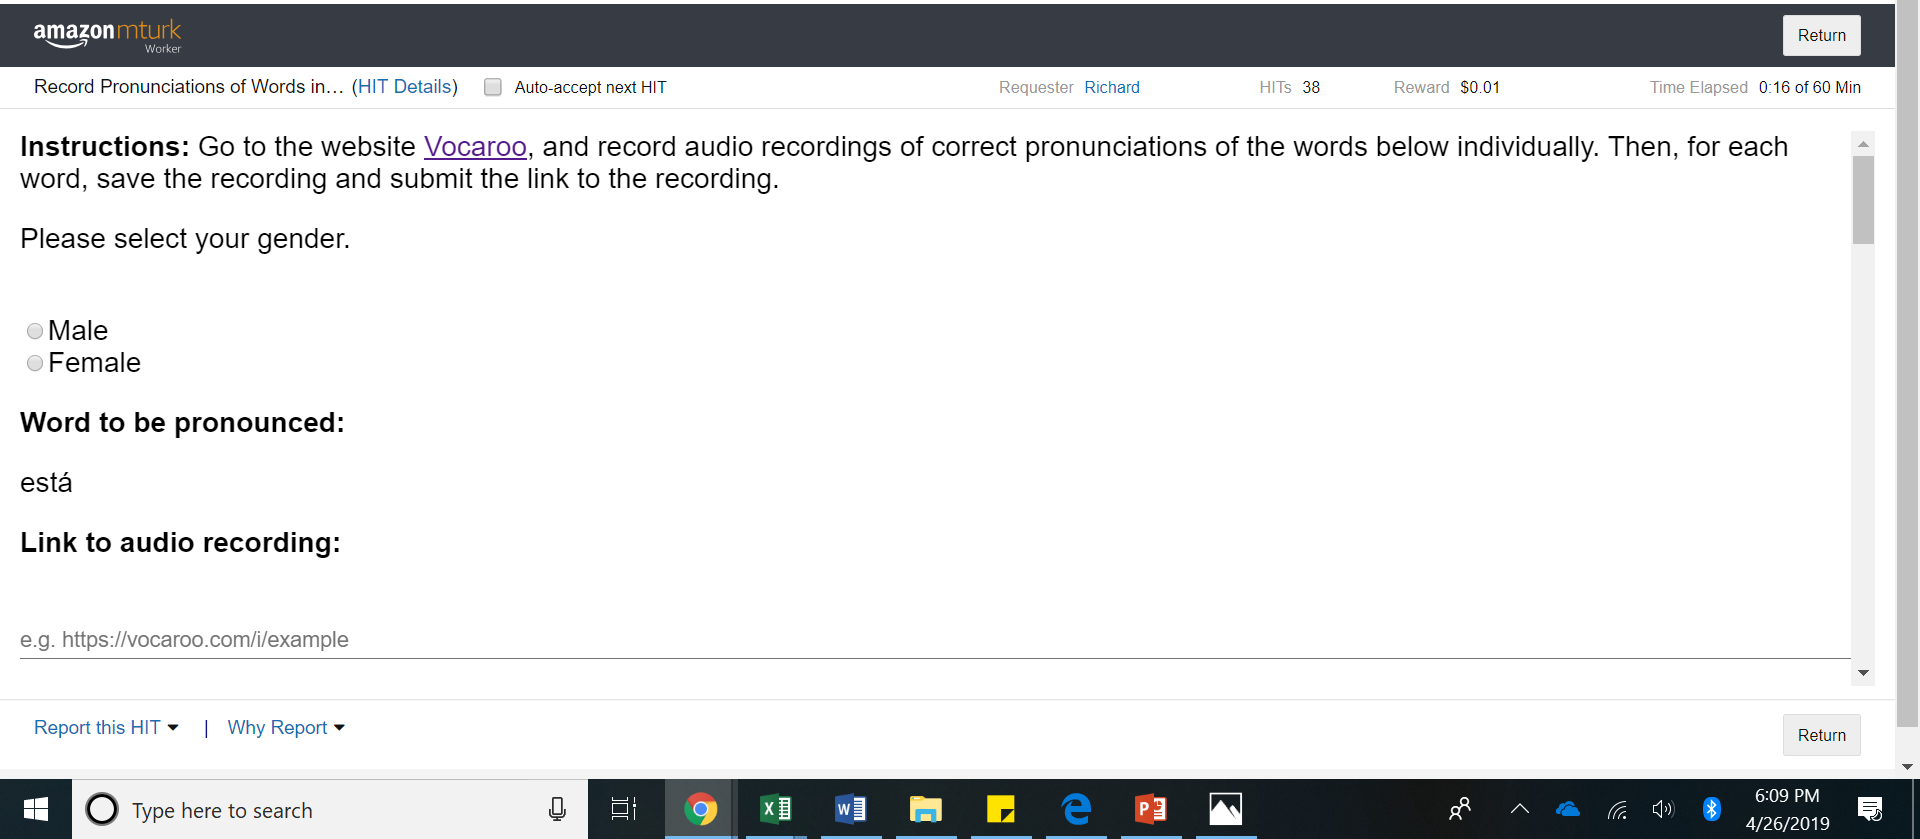 amazonmturk
Worker
Return
Record Pronunciations of Words in... (HIT Details) Auto-accept next HIT Requester Richard HITs 38 Reward $0.01 Time Elapsed 0:16 of 60 Min
Instructions: Go to the website Vocaroo, and record audio recordings of correct pronunciations of the words below individually. Then, for each
word, save the recording and submit the link to the recording.
Please select your gender.
Male
Female
Word to be pronounced:
está
Link to audio recording:
e.g. https://vocaroo.com/i/example
Report this HIT | Why Report
Return
Type here to search
6:09 PM
4/26/2019